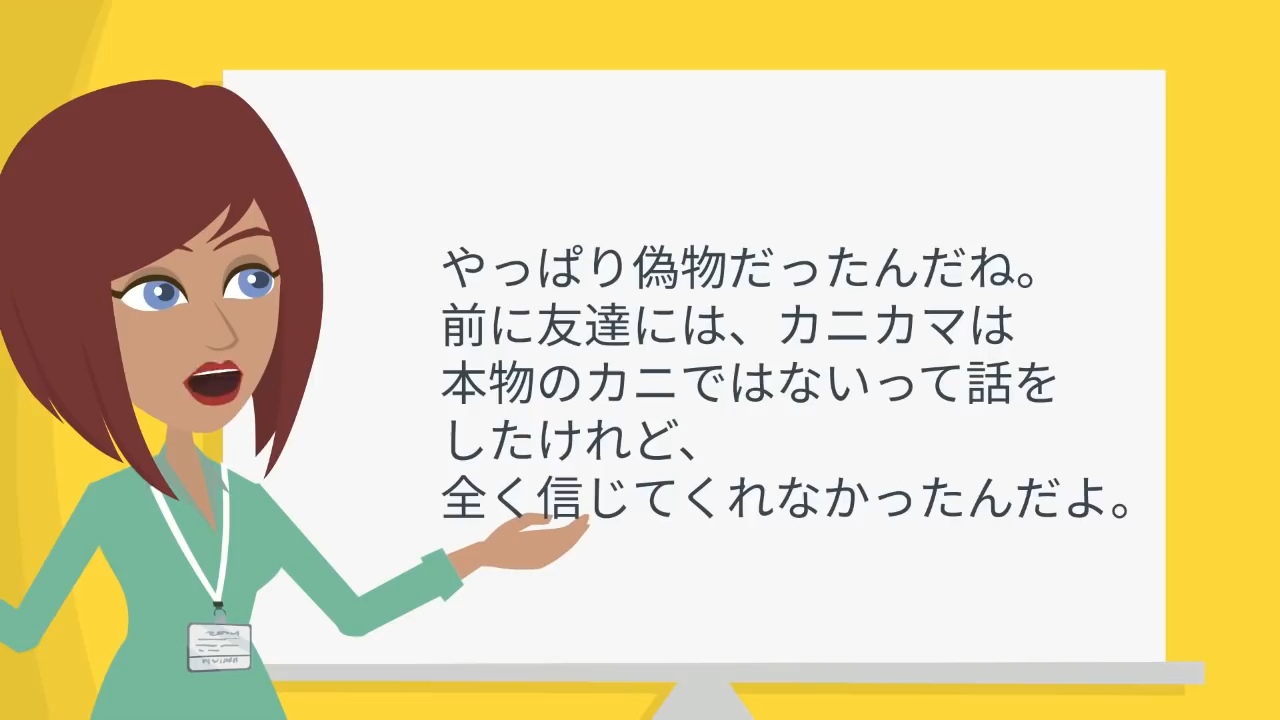 やっぱり偽物だったんだね。
前に友達には、カニカマは
本物のカニではないって話を
したけれど、
全く信じてくれなかったんだよ。